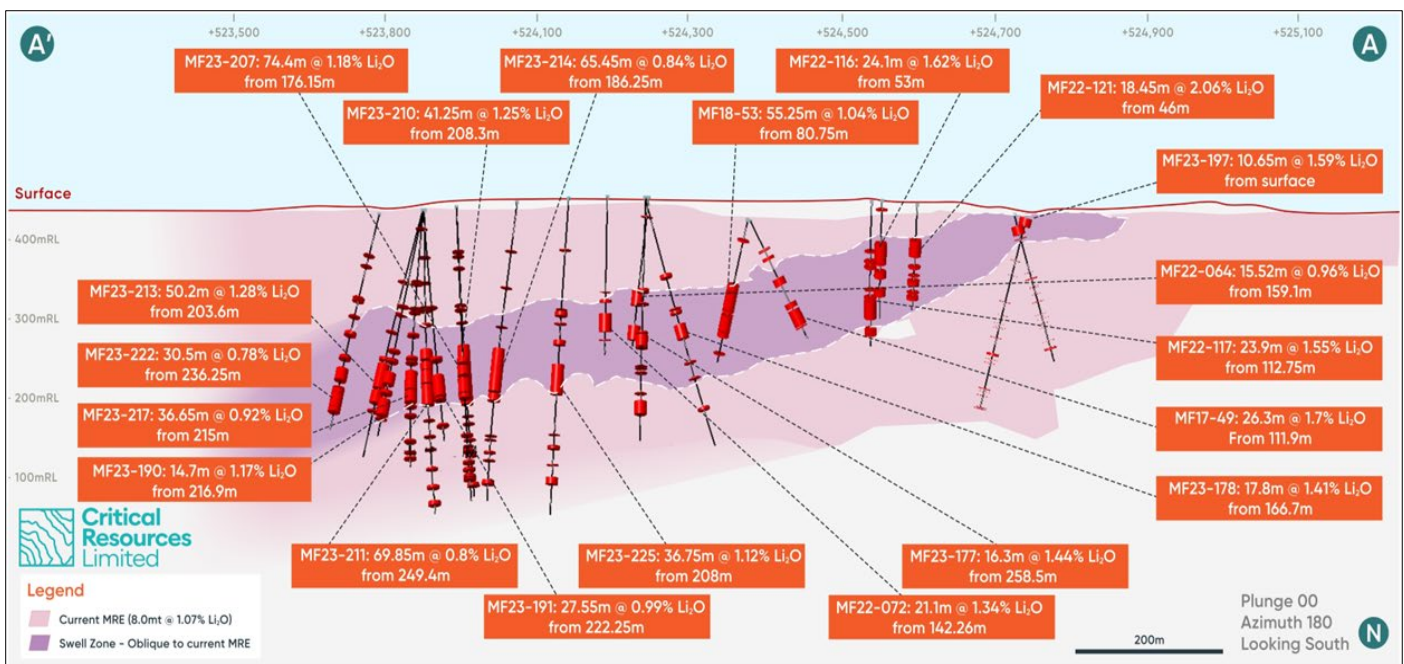 A'
+523,500
+523,800
+524,100
+524,300
+524,500
+524,700
+524,900
+525,100
A
MF23-207: 74.4m @ 1.18% Li₂O
from 176.15m
MF23-214: 65.45m @ 0.84% Li₂O
from 186.25m
MF22-116: 24.1m @ 1.62% Li₂O
from 53m
MF22-121: 18.45m @ 2.06% Li₂O
from 46m
MF23-210: 41.25m @ 1.25% Li₂O
from 208.3m
MF18-53: 55.25m @ 1.04% Li₂O
from 80.75m
MF23-197: 10.65m @ 1.59% Li₂O
from surface
Surface
400mRL
300mRL
200mRL
100mRL
MF23-213: 50.2m @ 1.28% Li₂O
from 203.6m
MF23-222: 30.5m @ 0.78% Li₂O
from 236.25m
MF23-217: 36.65m @ 0.92% Li₂O
from 215m
MF23-190: 14.7m @ 1.17% Li₂O
from 216.9m
MF22-064: 15.52m @ 0.96% Li₂O
from 159.1m
MF22-117: 23.9m @ 1.55% Li₂O
from 112.75m
MF17-49: 26.3m @ 1.7% Li₂O
From 111.9m
MF23-178: 17.8m @ 1.41% Li₂O
from 166.7m
MF23-211: 69.85m @ 0.8% Li₂O
from 249.4m
MF23-225: 36.75m @ 1.12% Li₂O
from 208m
MF23-177: 16.3m @ 1.44% Li₂O
from 258.5m
MF23-191: 27.55m @ 0.99% Li₂O
from 222.25m
MF22-072: 21.1m @ 1.34% Li₂O
from 142.26m
Critical
Resources
Limited
Legend
Current MRE (8.0mt @ 1.07% Li₂O)
Swell Zone - Oblique to current MRE
200m
Plunge 00
Azimuth 180
Looking South
N